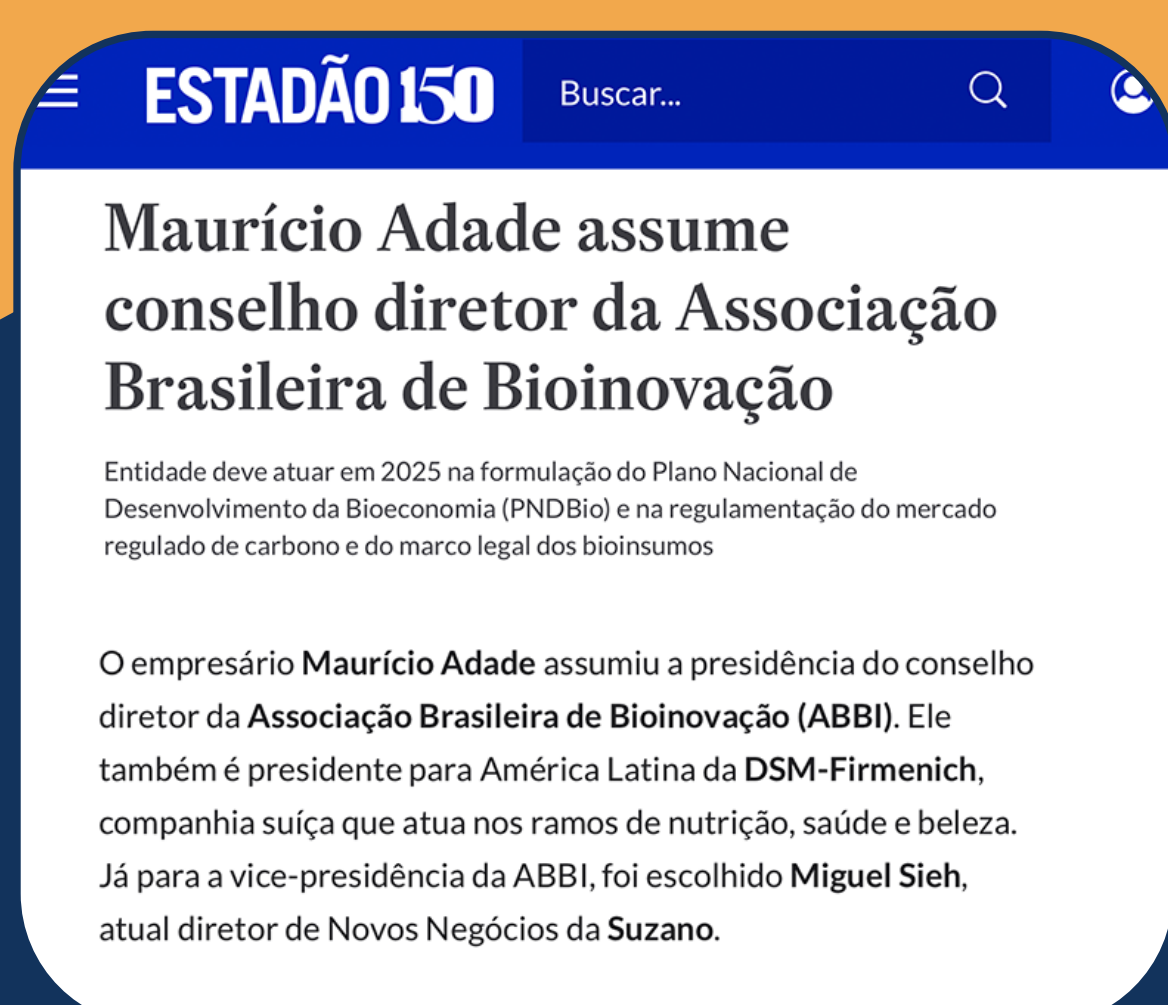 ESTADÃO 150
Buscar...
Maurício Adade assume
conselho diretor da Associação
Brasileira de Bioinovação
Entidade deve atuar em 2025 na formulação do Plano Nacional de
Desenvolvimento da Bioeconomia (PNDBio) e na regulamentação do mercado
regulado de carbono e do marco legal dos bioinsumos
O empresário Maurício Adade assumiu a presidência do conselho
diretor da Associação Brasileira de Bioinovação (ABBI). Ele
também é presidente para América Latina da DSM-Firmenich,
companhia suíça que atua nos ramos de nutrição, saúde e beleza.
Já para a vice-presidência da ABBI, foi escolhido Miguel Sieh,
atual diretor de Novos Negócios da Suzano.